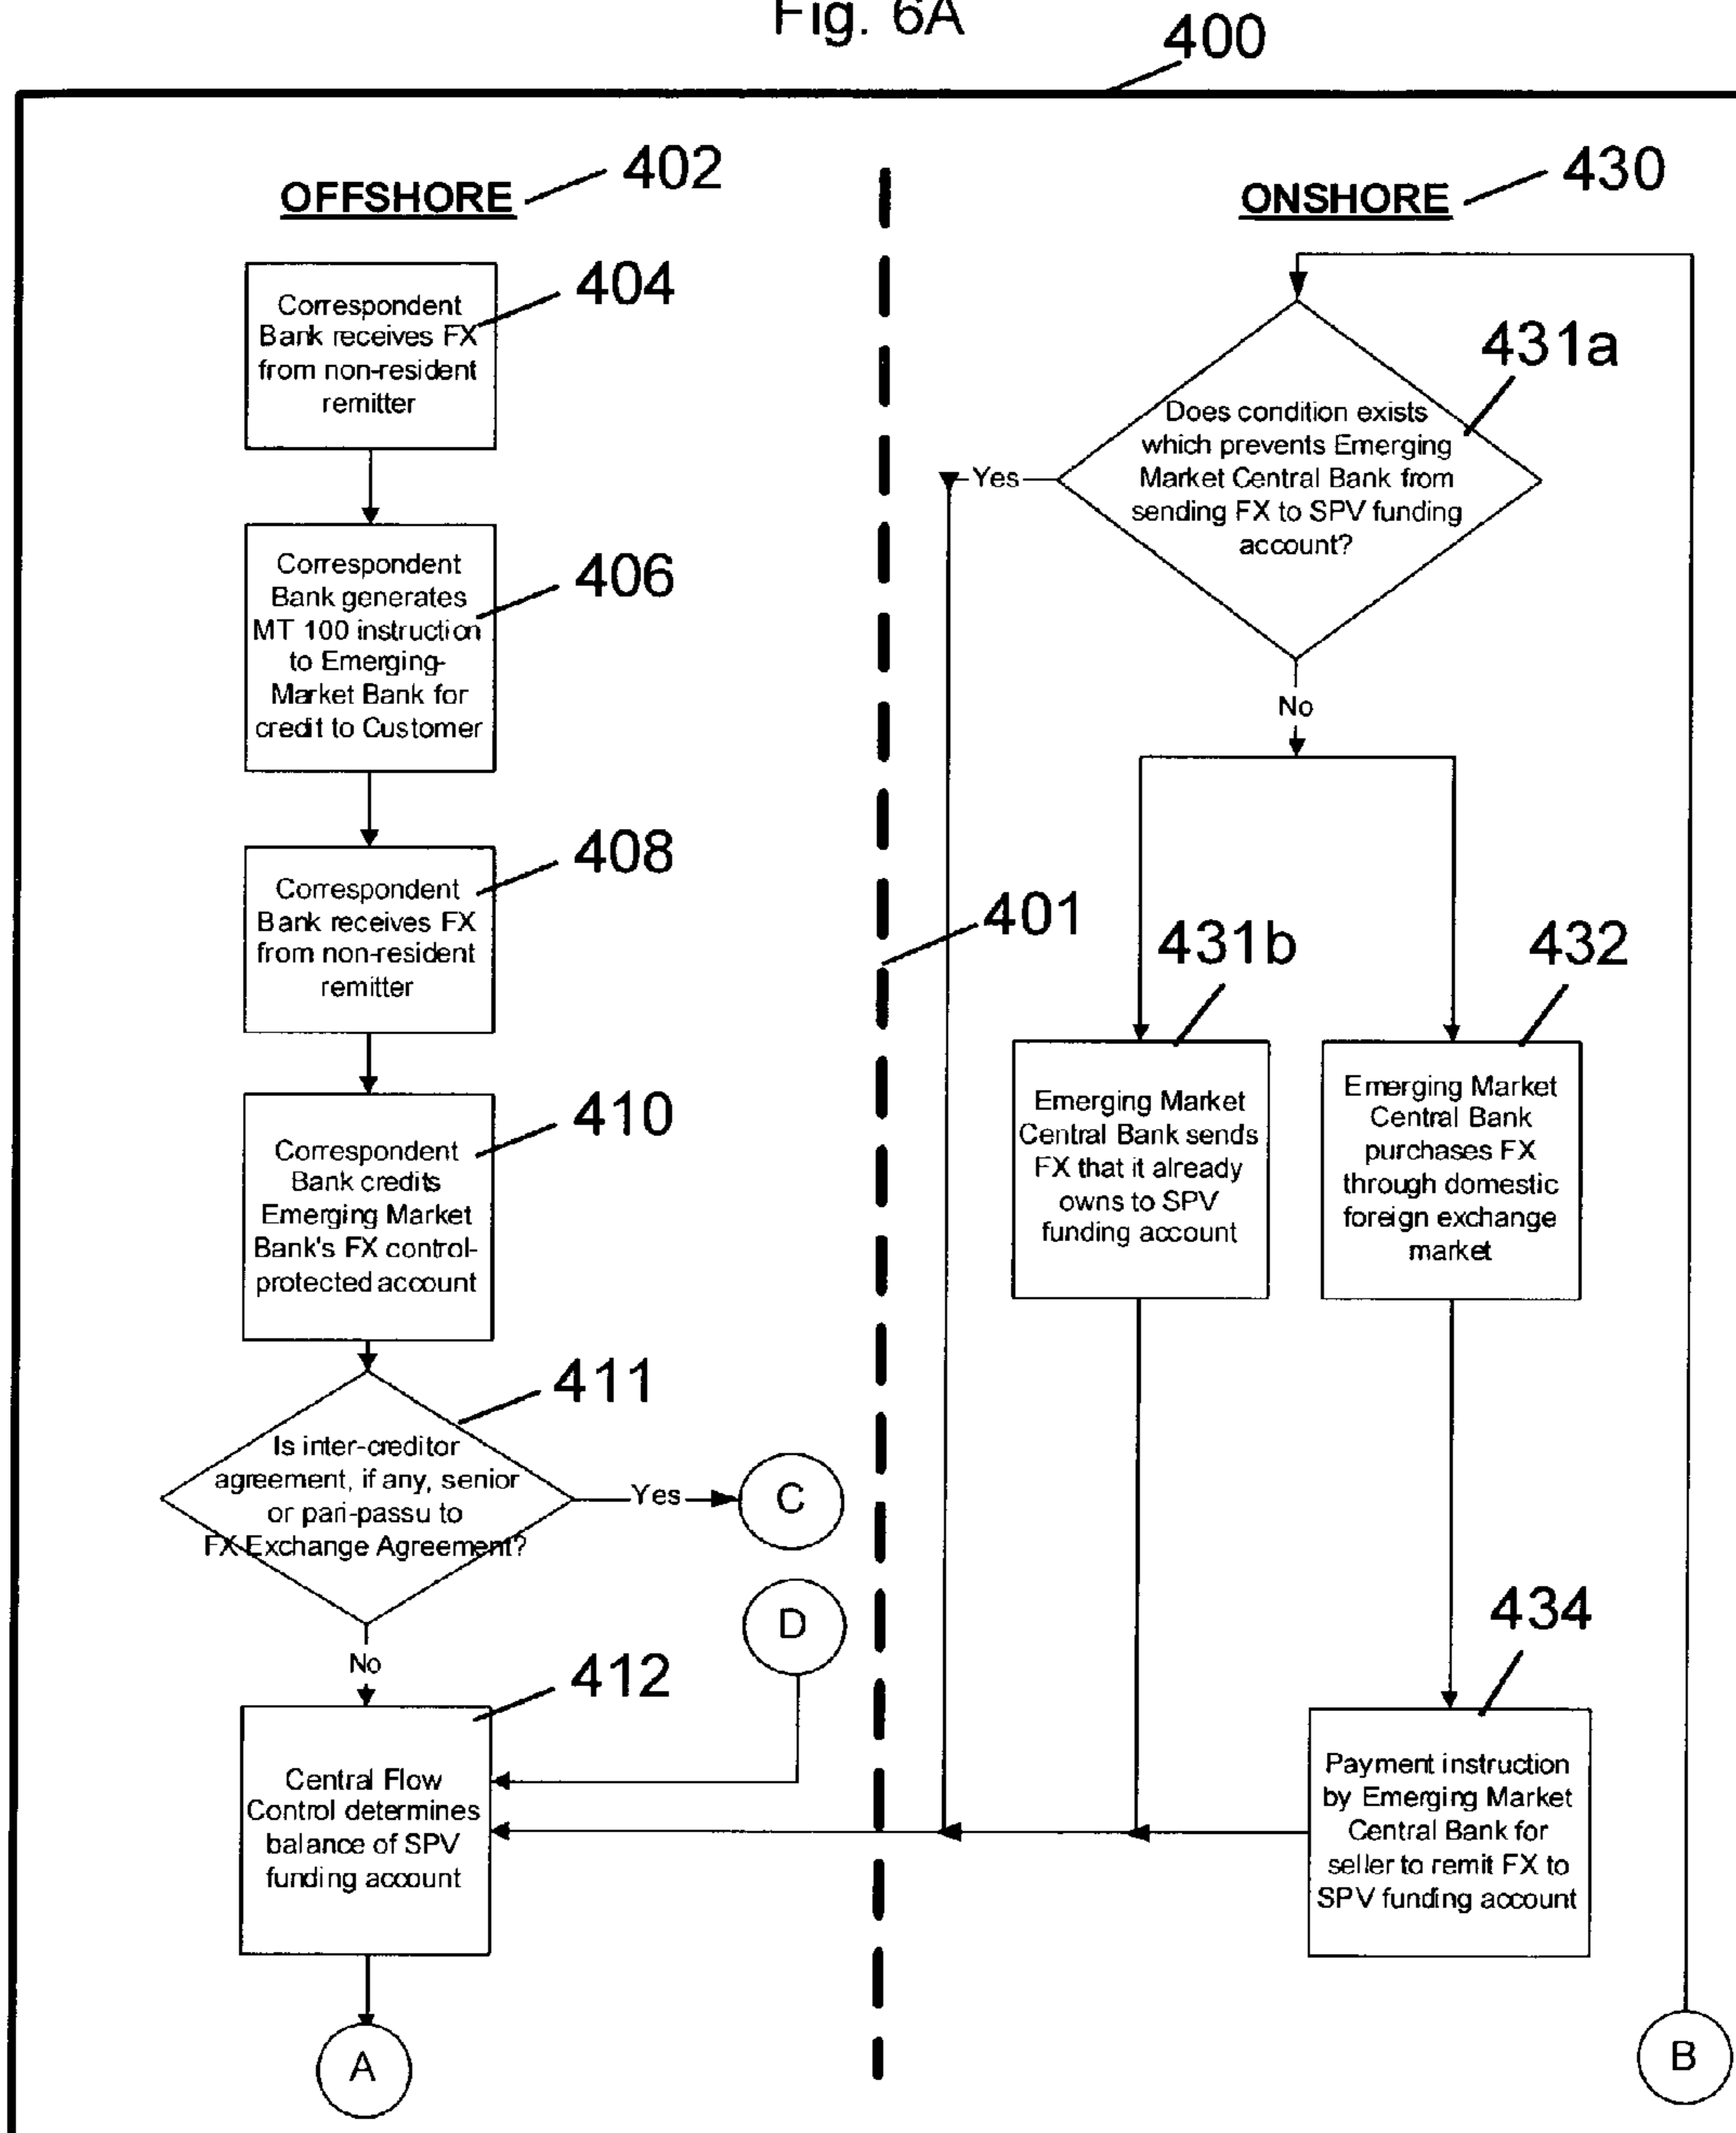 Fig. 6A
400
OFFSHORE
402
Correspondent
Bank receives FX
from non-resident
remitter
404
Correspondent
Bank generates
MT 100 instruction
to Emerging-
Market Bank for
credit to Customer
406
Correspondent
Bank receives FX
from non-resident
remitter
408
Correspondent
Bank credits
Emerging Market
Bank's FX control-
protected account
410
Is inter-creditor
agreement, if any, senior
or pari-passu to
FX Exchange Agreement?
411
Yes
C
No
D
Central Flow
Control determines
balance of SPV
funding account
412
A
401
ONSHORE
430
Does condition exists
which prevents Emerging
Market Central Bank from
sending FX to SPV funding
account?
431a
Yes
No
431b
Emerging Market
Central Bank sends
FX that it already
owns to SPV
funding account
432
Emerging Market
Central Bank
purchases FX
through domestic
foreign exchange
market
434
Payment instruction
by Emerging Market
Central Bank for
seller to remit FX to
SPV funding account
B